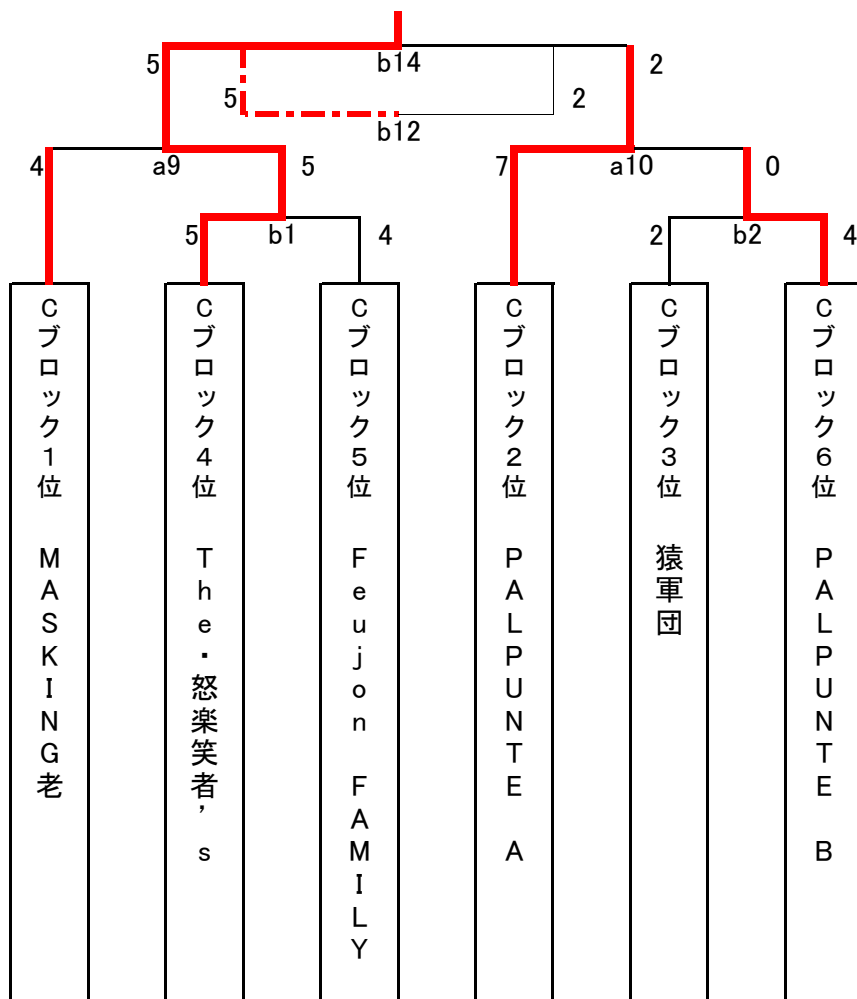 5 b14 2
5 b12 2
4 a9 5 7 a10 0
5 b1 4 2 b2 4
Cブロック1位 MASKING老
Cブロック4位 The・怒楽笑者’s
Cブロック5位 Feujon FAMILY
Cブロック2位 PALPUNTE A
Cブロック3位 猿軍団
Cブロック6位 PALPUNTE B